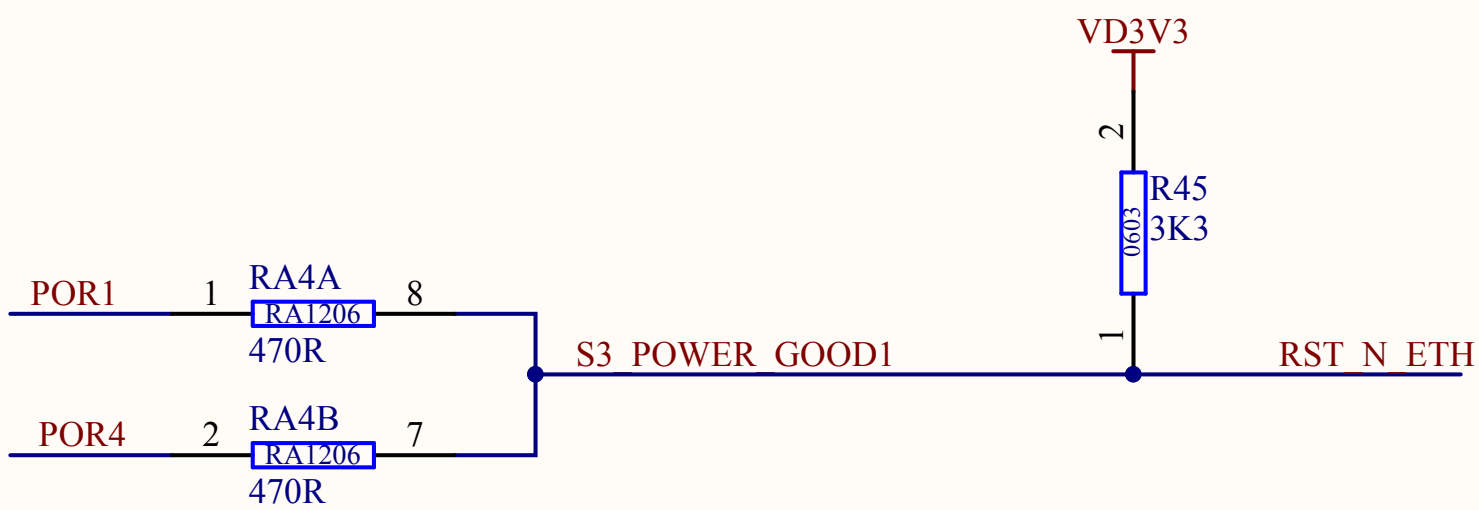 VD3V3
2
R45
0603
3K3
1
RA4A
POR1
1
RA1206
8
470R
S3_POWER_GOOD1
RST_N_ETH
RA4B
POR4
2
RA1206
7
470R